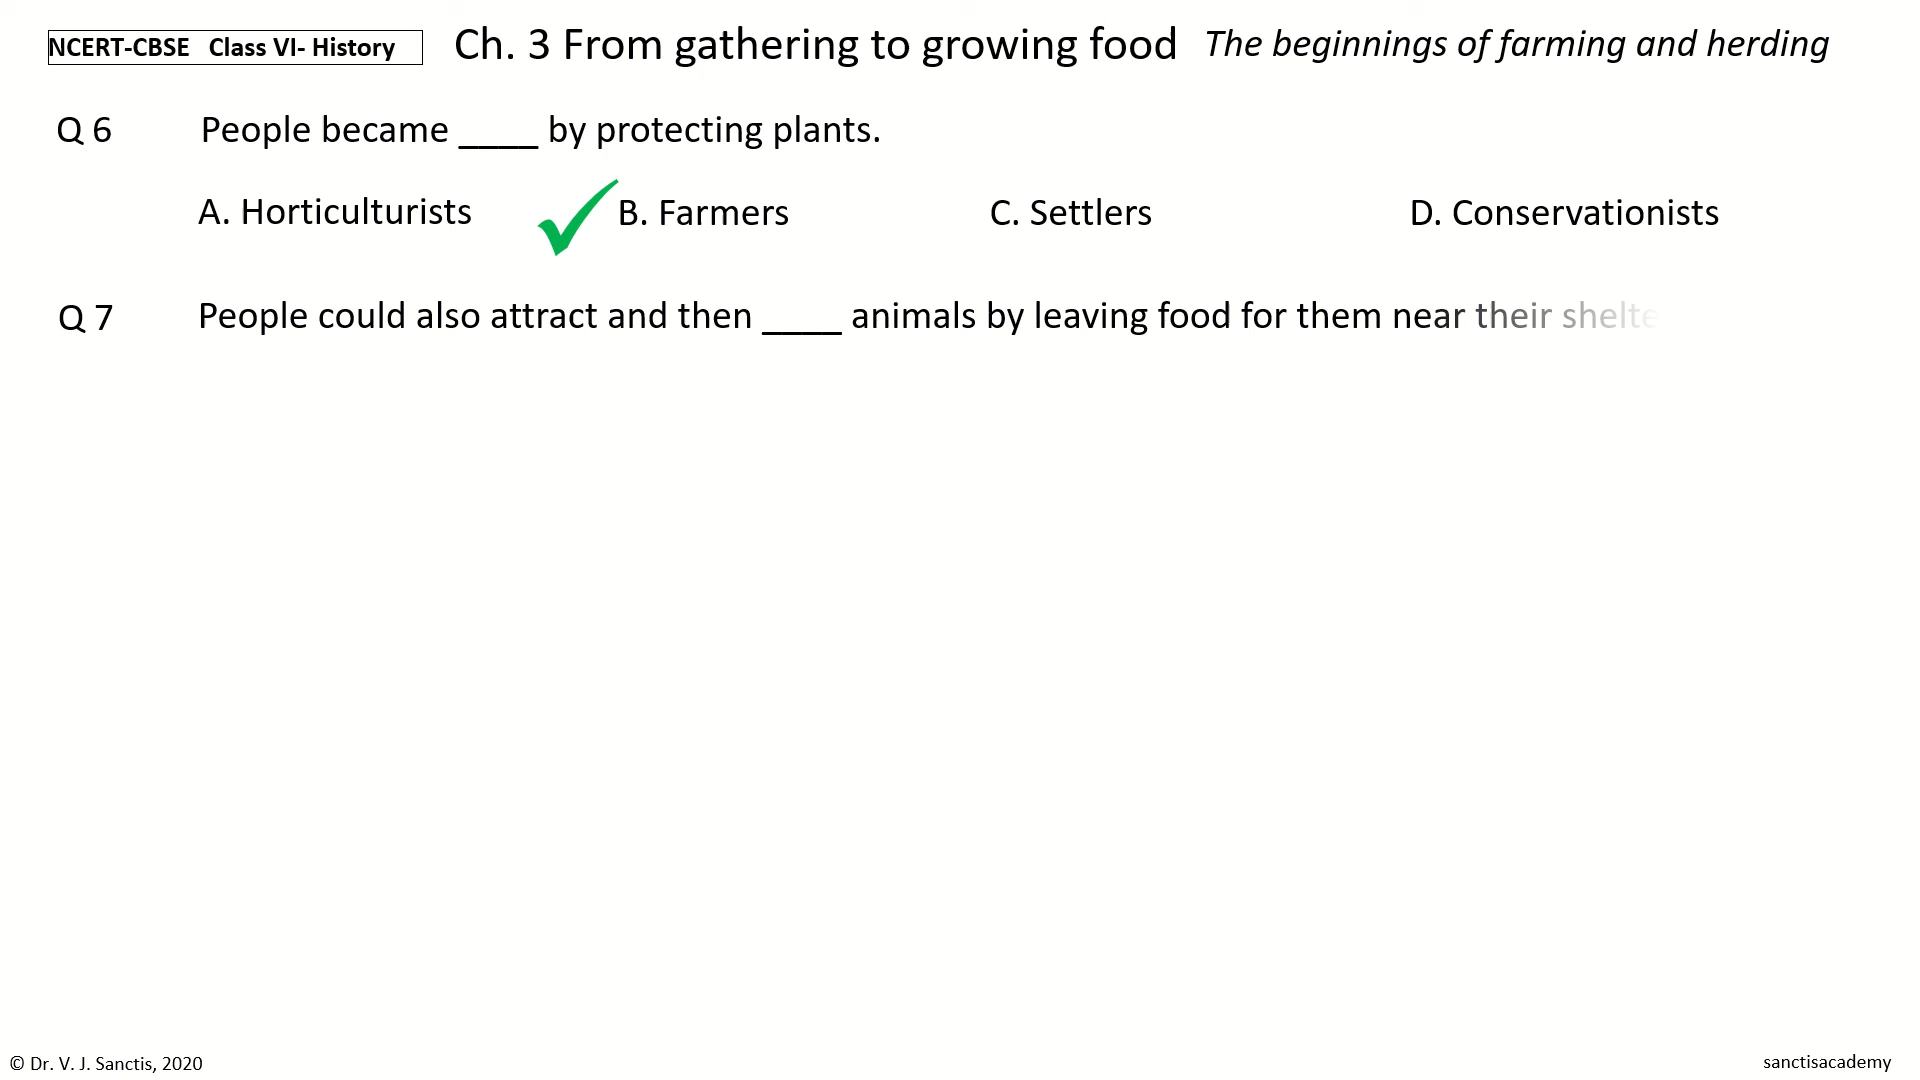 NCERT-CBSE Class VI- History Ch. 3 From gathering to growing food The beginnings of farming and herding
Q 6 People became ____ by protecting plants.
A. Horticulturists B. Farmers C. Settlers D. Conservationists
Q 7 People could also attract and then ____ animals by leaving food for them near their shelte
© Dr. V. J. Sanctis, 2020 sanctisacademy